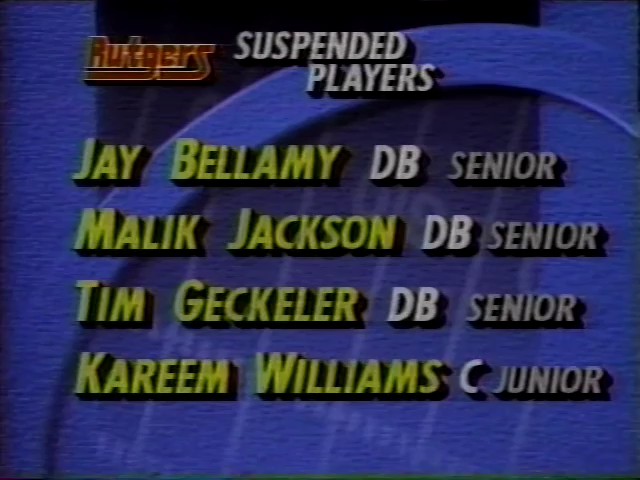 Rutgers SUSPENDED
PLAYERS
JAY BELLAMY DB SENIOR
MALIK JACKSON DB SENIOR
TIM GECKELER DB SENIOR
KAREEM WILLIAMS C JUNIOR